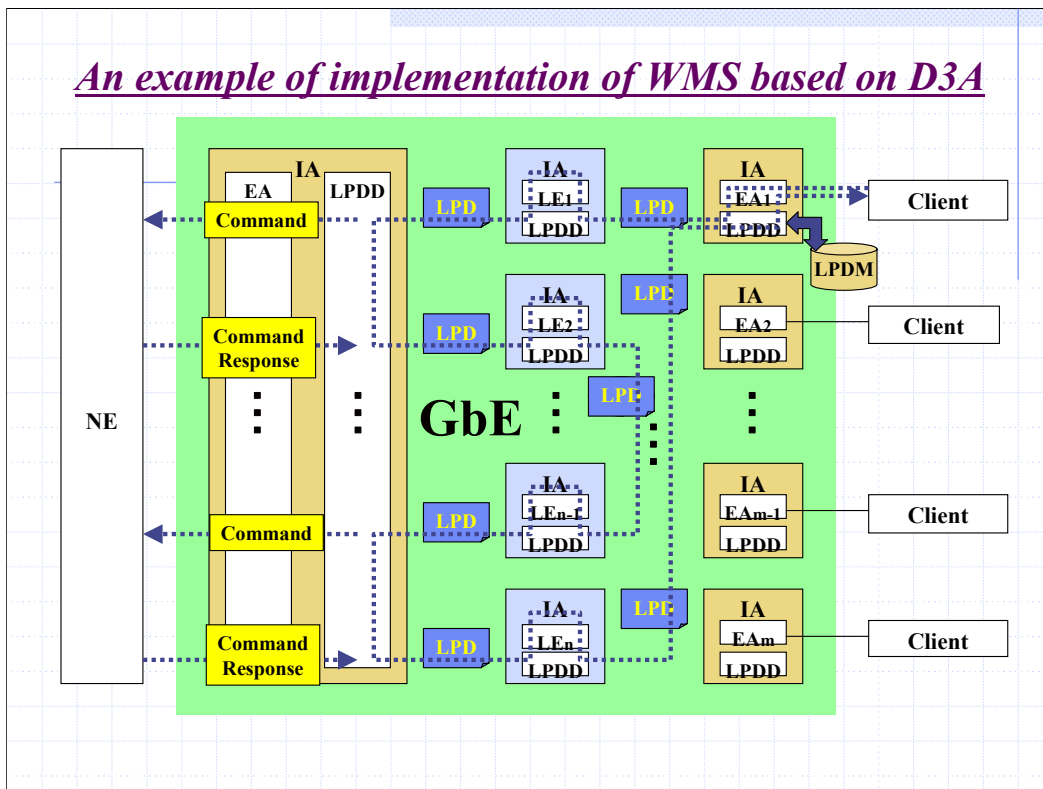 An example of implementation of WMS based on D3A
NE
IA
EA
LPDD
Command
Command
Response
Command
Command
Response
GbE
LPD
IA
LE1
LPDD
LPD
IA
EA1
LPDD
LPDM
Client
LPD
IA
LE2
LPDD
LPD
IA
EA2
LPDD
Client
LPD
LPD
IA
LEn-1
LPDD
IA
EAm-1
LPDD
Client
LPD
IA
LEn
LPDD
LPD
IA
EAm
LPDD
Client